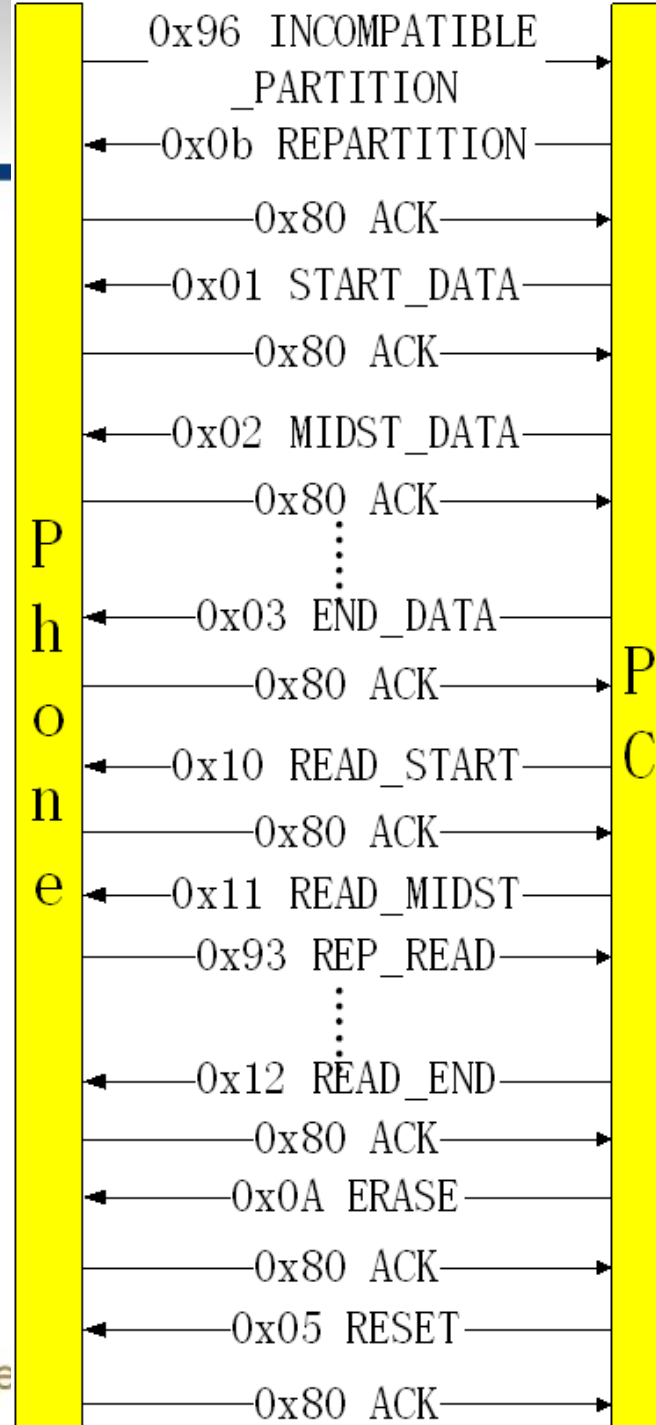 0x96 INCOMPATIBLE
_PARTITION
0x0b REPARTITION
0x80 ACK
0x01 START_DATA
0x80 ACK
0x02 MIDST_DATA
0x80 ACK
0x03 END_DATA
0x80 ACK
0x10 READ_START
0x80 ACK
0x11 READ_MIDST
0x93 REP_READ
0x12 READ_END
0x80 ACK
0x0A ERASE
0x80 ACK
0x05 RESET
0x80 ACK
Phone
PC
e